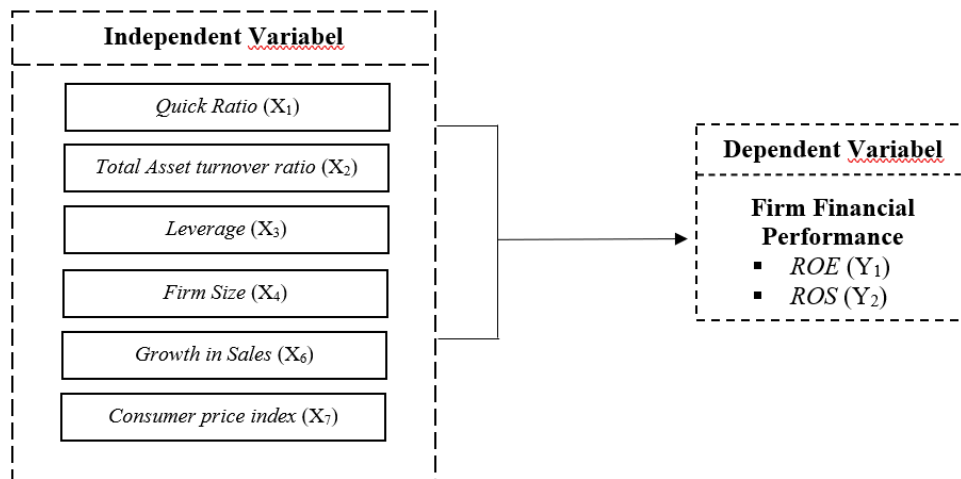 Independent Variabel
Quick Ratio (X₁)
Total Asset turnover ratio (X₂)
Leverage (X₃)
Firm Size (X₄)
Growth in Sales (X₆)
Consumer price index (X₇)
Dependent Variabel
Firm Financial
Performance
▪ ROE (Y₁)
▪ ROS (Y₂)